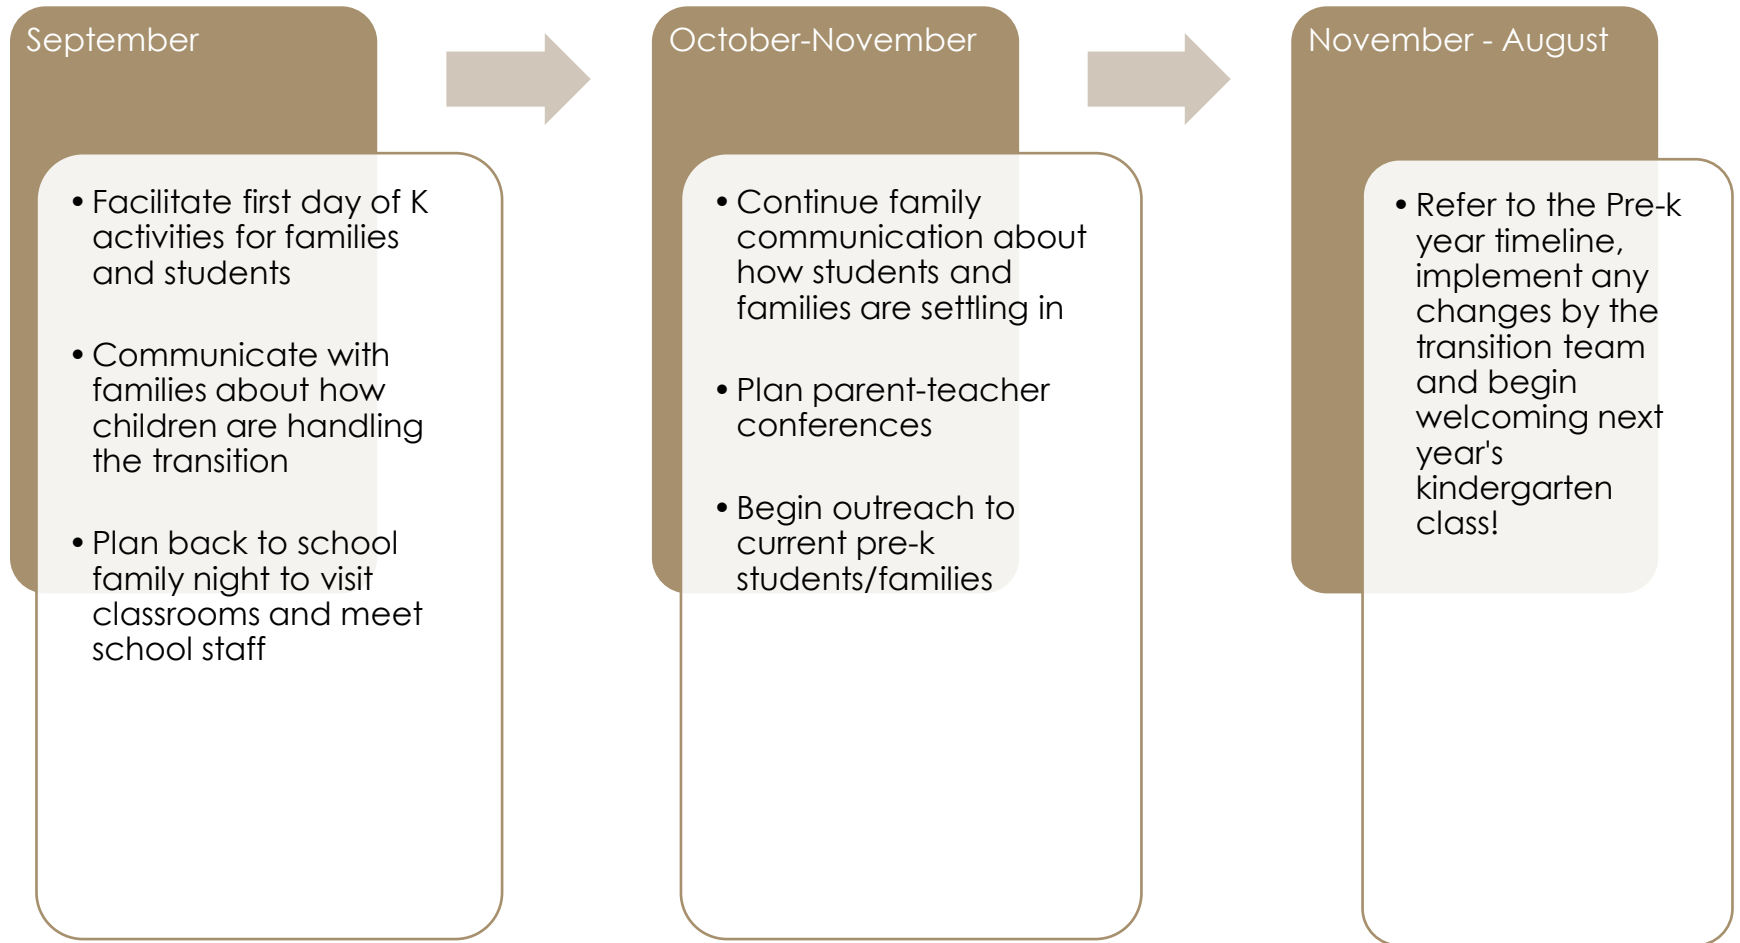 September
• Facilitate first day of K
activities for families
and students
• Communicate with
families about how
children are handling
the transition
• Plan back to school
family night to visit
classrooms and meet
school staff
October-November
• Continue family
communication about
how students and
families are settling in
• Plan parent-teacher
conferences
• Begin outreach to
current pre-k
students/families
November - August
• Refer to the Pre-k
year timeline,
implement any
changes by the
transition team
and begin
welcoming next
year's
kindergarten
class!